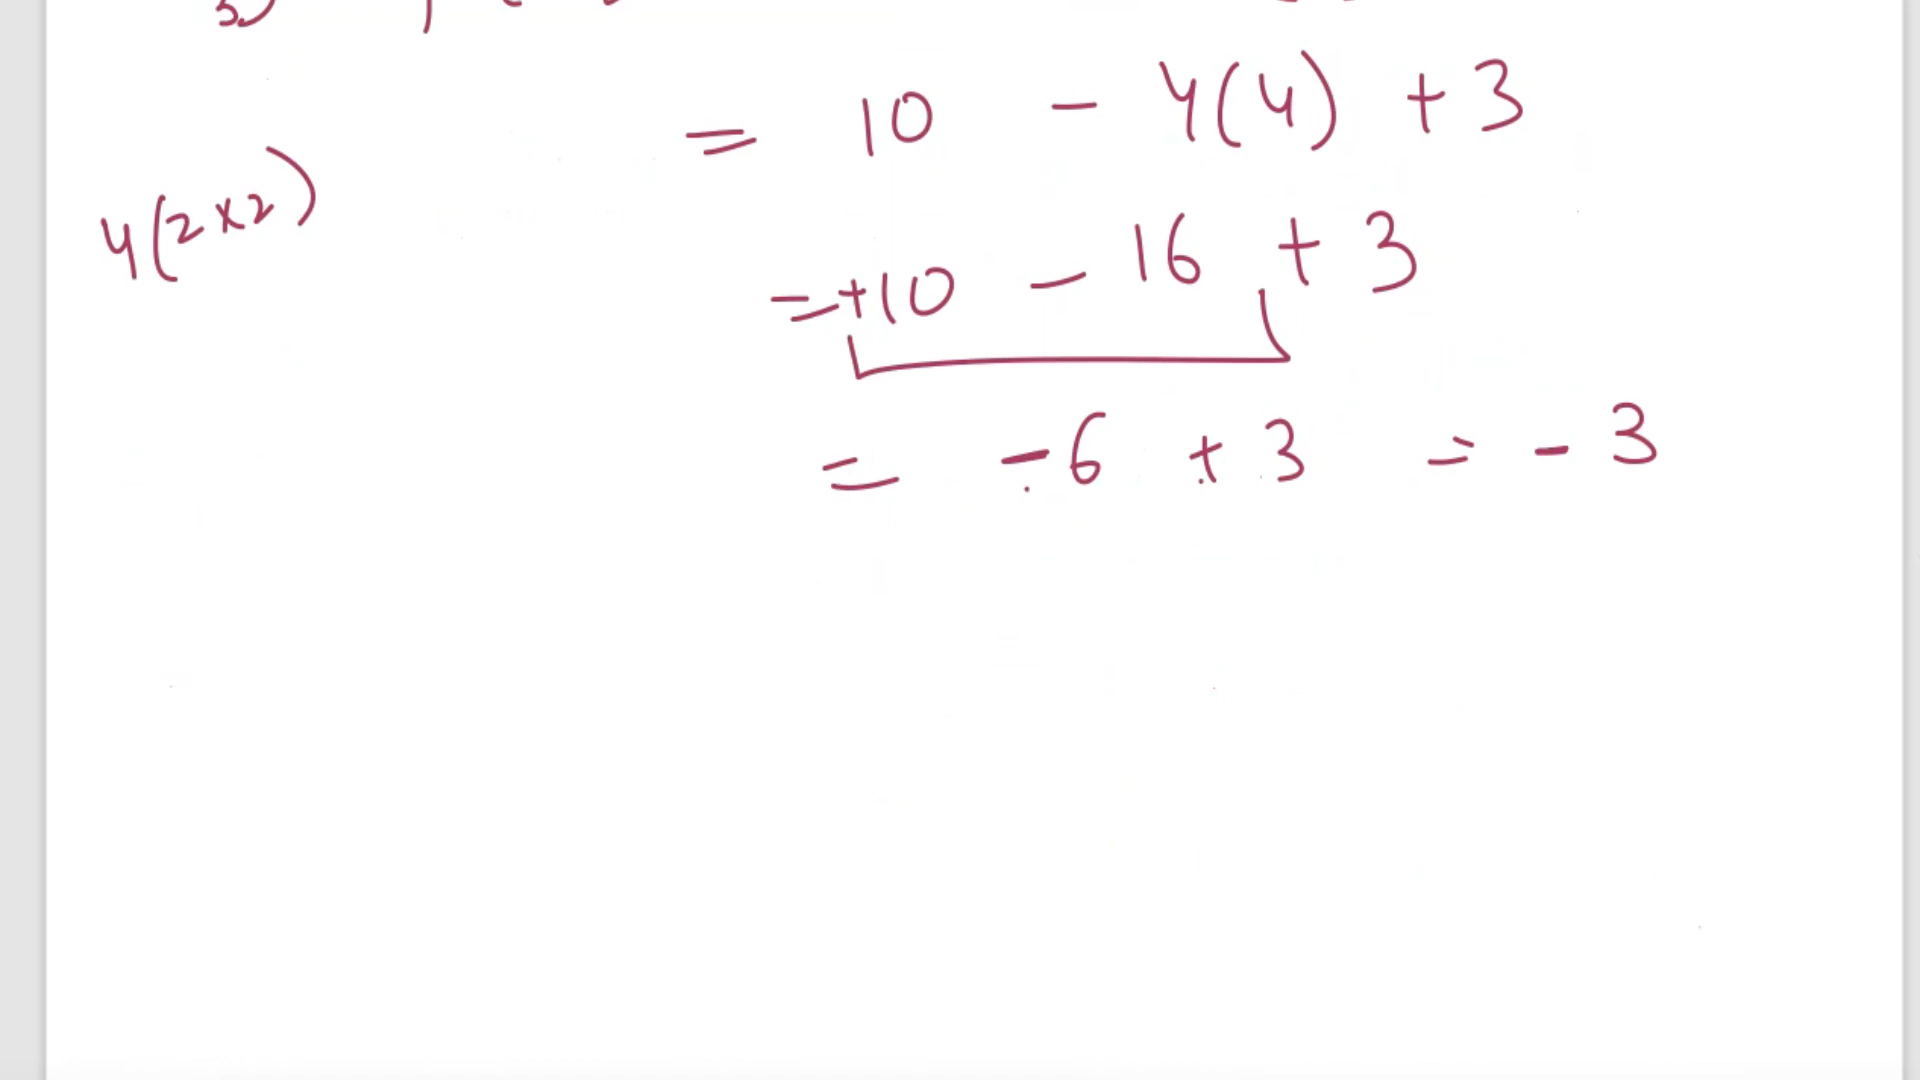 = 10 - 4(4) + 3
4(2×2)
= +10 - 16 + 3
= -6 + 3 = -3